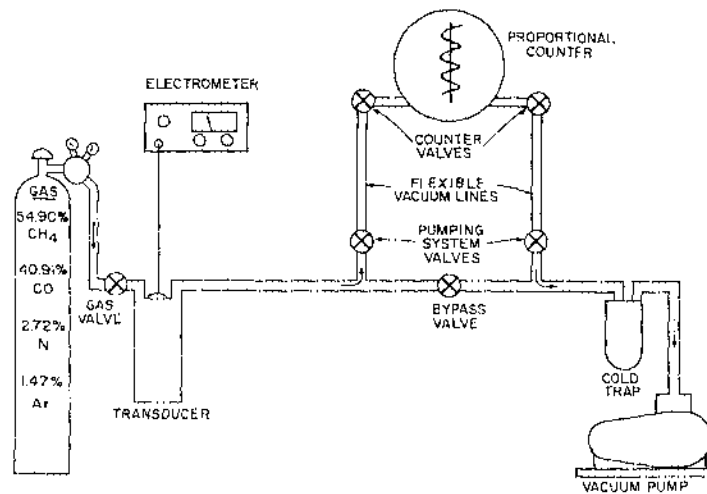 PROPORTIONAL
COUNTER
ELECTROMETER
COUNTER
VALVES
FLEXIBLE
VACUUM LINES
PUMPING
SYSTEM
VALVES
GAS
54.90%
CH4
40.91%
CO
2.72%
N
1.47%
Ar
GAS
VALVE
BYPASS
VALVE
TRANSDUCER
COLD
TRAP
VACUUM PUMP